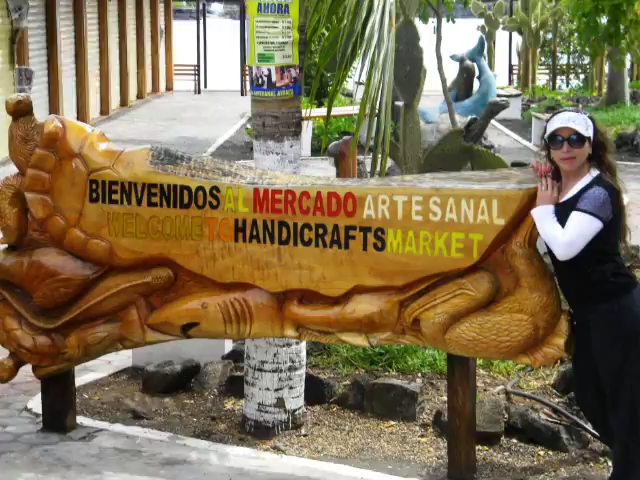 AHORA
BIENVENIDOS AL MERCADO ARTESANAL
WELCOME TO HANDICRAFTS MARKET